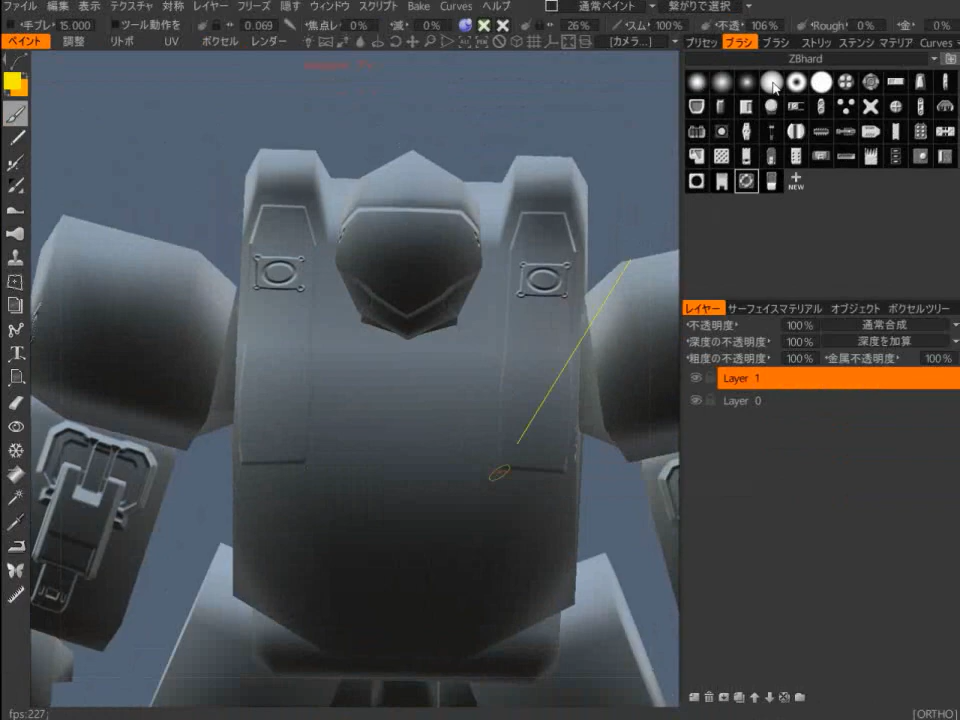 ファイル 編集 表示 テクスチャ 対称 レイヤー フリーズ 隠す ウィンドウ スクリプト Bake Curves ヘルプ 通常ペイント 繋がりで選択
手ブレ 15.000 ツール動作を 0.069 焦点レ 0% 減 0% 26% スム 100% 不透 106% Rough 0% 金 0%
ペイント 調整 リトポ UV ボクセル レンダー [カメラ...] プリセッ ブラシ ブラシ ストリッ ステンシ マテリア Curves
ZBhard
NEW
レイヤー サーフェイスマテリアル オブジェクト ボクセルツリー
不透明度 100% 通常合成
深度の不透明度 100% 深度を加算
粗度の不透明度 100% 金属不透明度 100%
Layer 1
Layer 0
fps:227; [ORTHO]